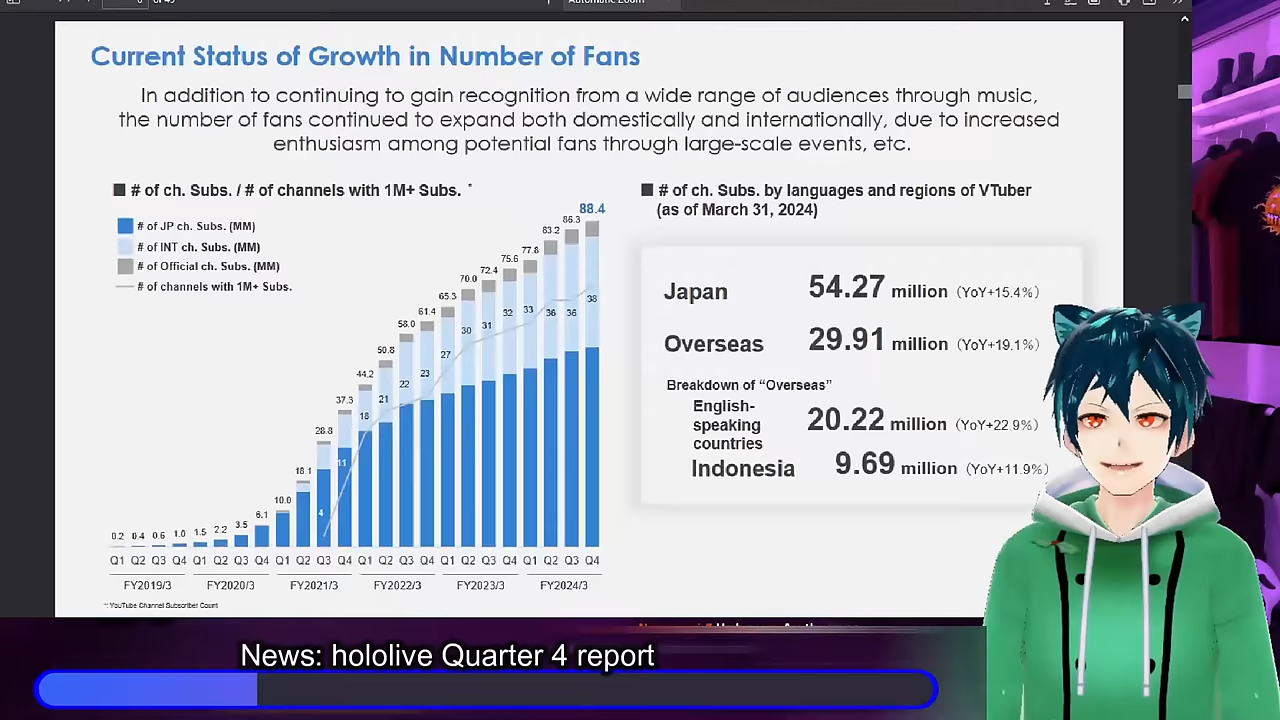 Current Status of Growth in Number of Fans
In addition to continuing to gain recognition from a wide range of audiences through music,
the number of fans continued to expand both domestically and internationally, due to increased
enthusiasm among potential fans through large-scale events, etc.
# of ch. Subs. / # of channels with 1M+ Subs. *
# of JP ch. Subs. (MM)
# of INT ch. Subs. (MM)
# of Official ch. Subs. (MM)
# of channels with 1M+ Subs.
0.2 0.4 0.6 1.0 1.5 2.2 3.5 6.1 10.0 18.1 28.8 37.3 44.2 50.8 58.0 61.4 65.3 70.0 72.4 75.6 77.8 83.2 86.3 88.4
4 11 18 21 22 23 27 30 31 32 33 36 36 38
Q1 Q2 Q3 Q4 Q1 Q2 Q3 Q4 Q1 Q2 Q3 Q4 Q1 Q2 Q3 Q4 Q1 Q2 Q3 Q4 Q1 Q2 Q3 Q4
FY2019/3 FY2020/3 FY2021/3 FY2022/3 FY2023/3 FY2024/3
*: YouTube Channel Subscriber Count
# of ch. Subs. by languages and regions of VTuber
(as of March 31, 2024)
Japan 54.27 million (YoY+15.4%)
Overseas 29.91 million (YoY+19.1%)
Breakdown of “Overseas”
English-
speaking
countries 20.22 million (YoY+22.9%)
Indonesia 9.69 million (YoY+11.9%)
News: hololive Quarter 4 report